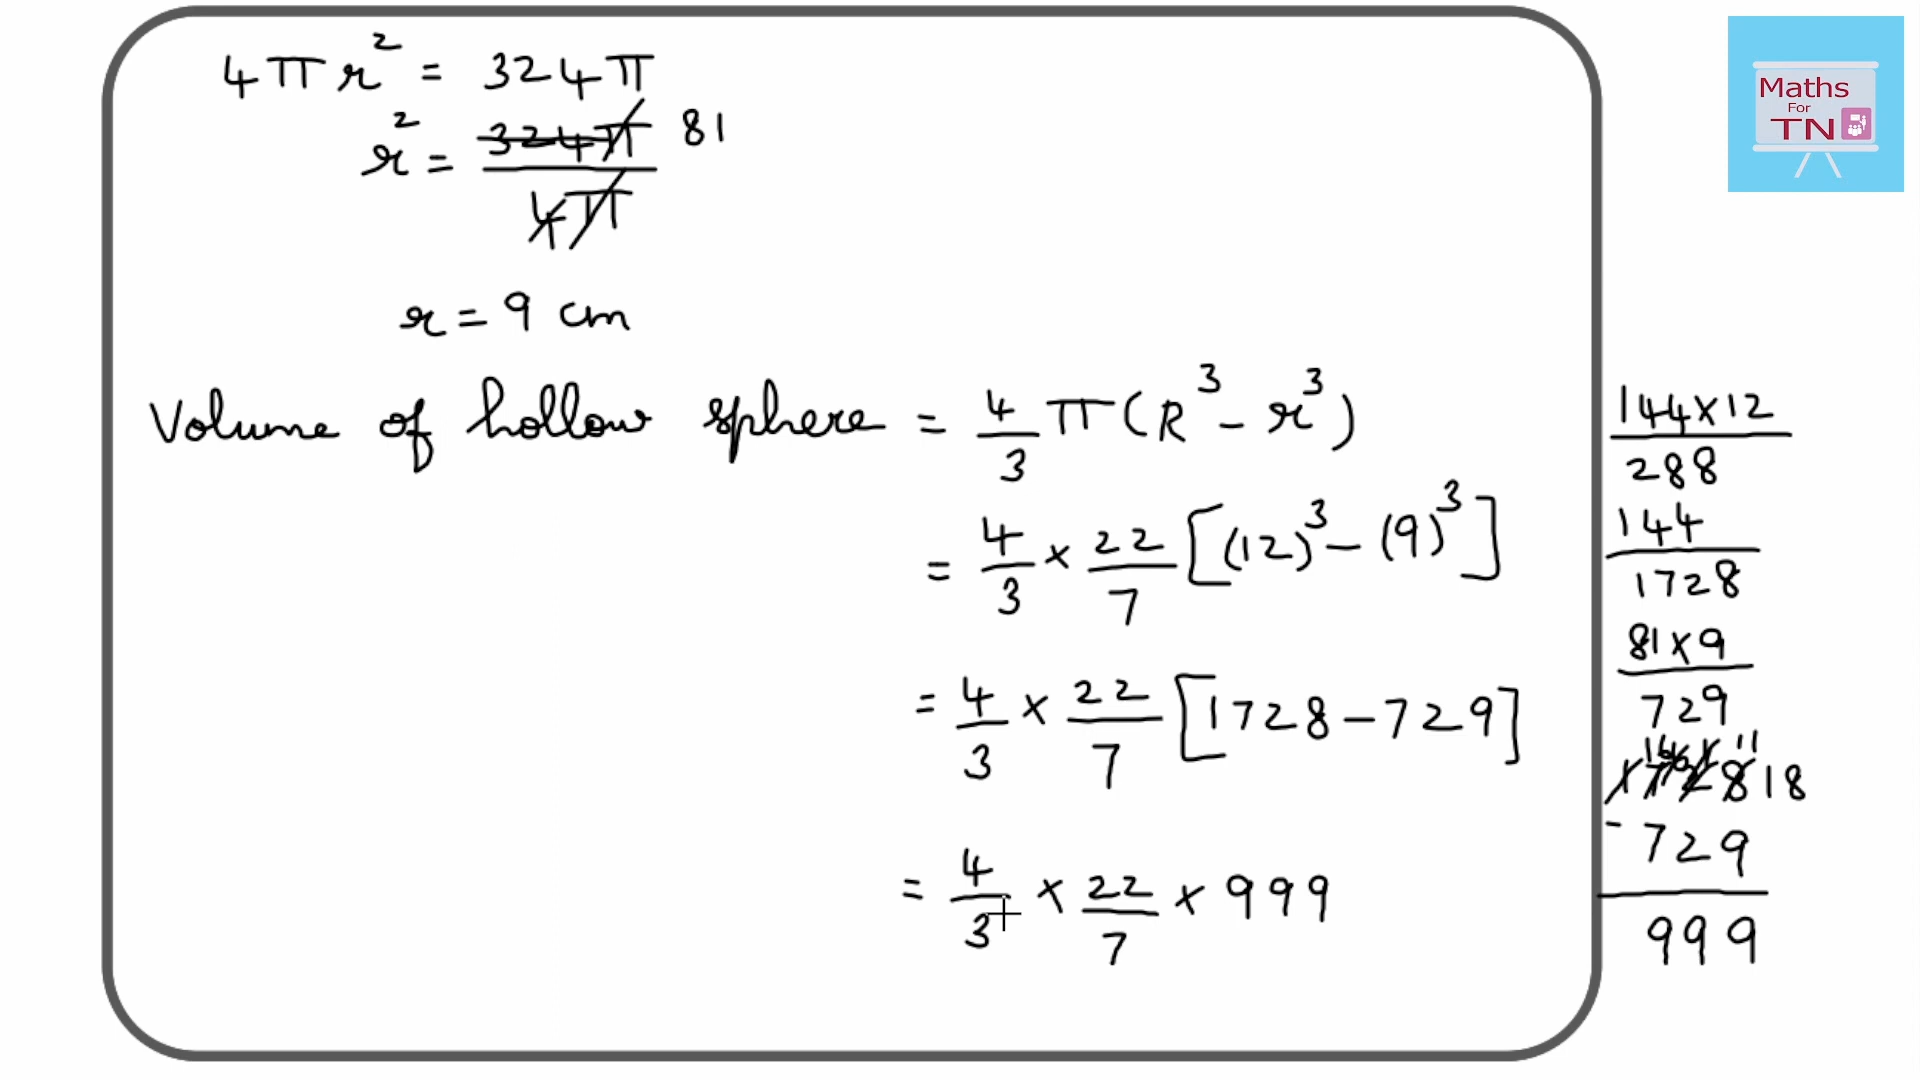 4πr² = 324π
r² = 324π/4π 81
r = 9 cm
Volume of hollow sphere = 4/3 π(R³ - r³)
= 4/3 × 22/7 [(12)³ - (9)³]
= 4/3 × 22/7 [1728 - 729]
= 4/3 × 22/7 × 999
144×12
288
144
1728
81×9
729
11
1728 18
- 729
999
Maths
For
TN